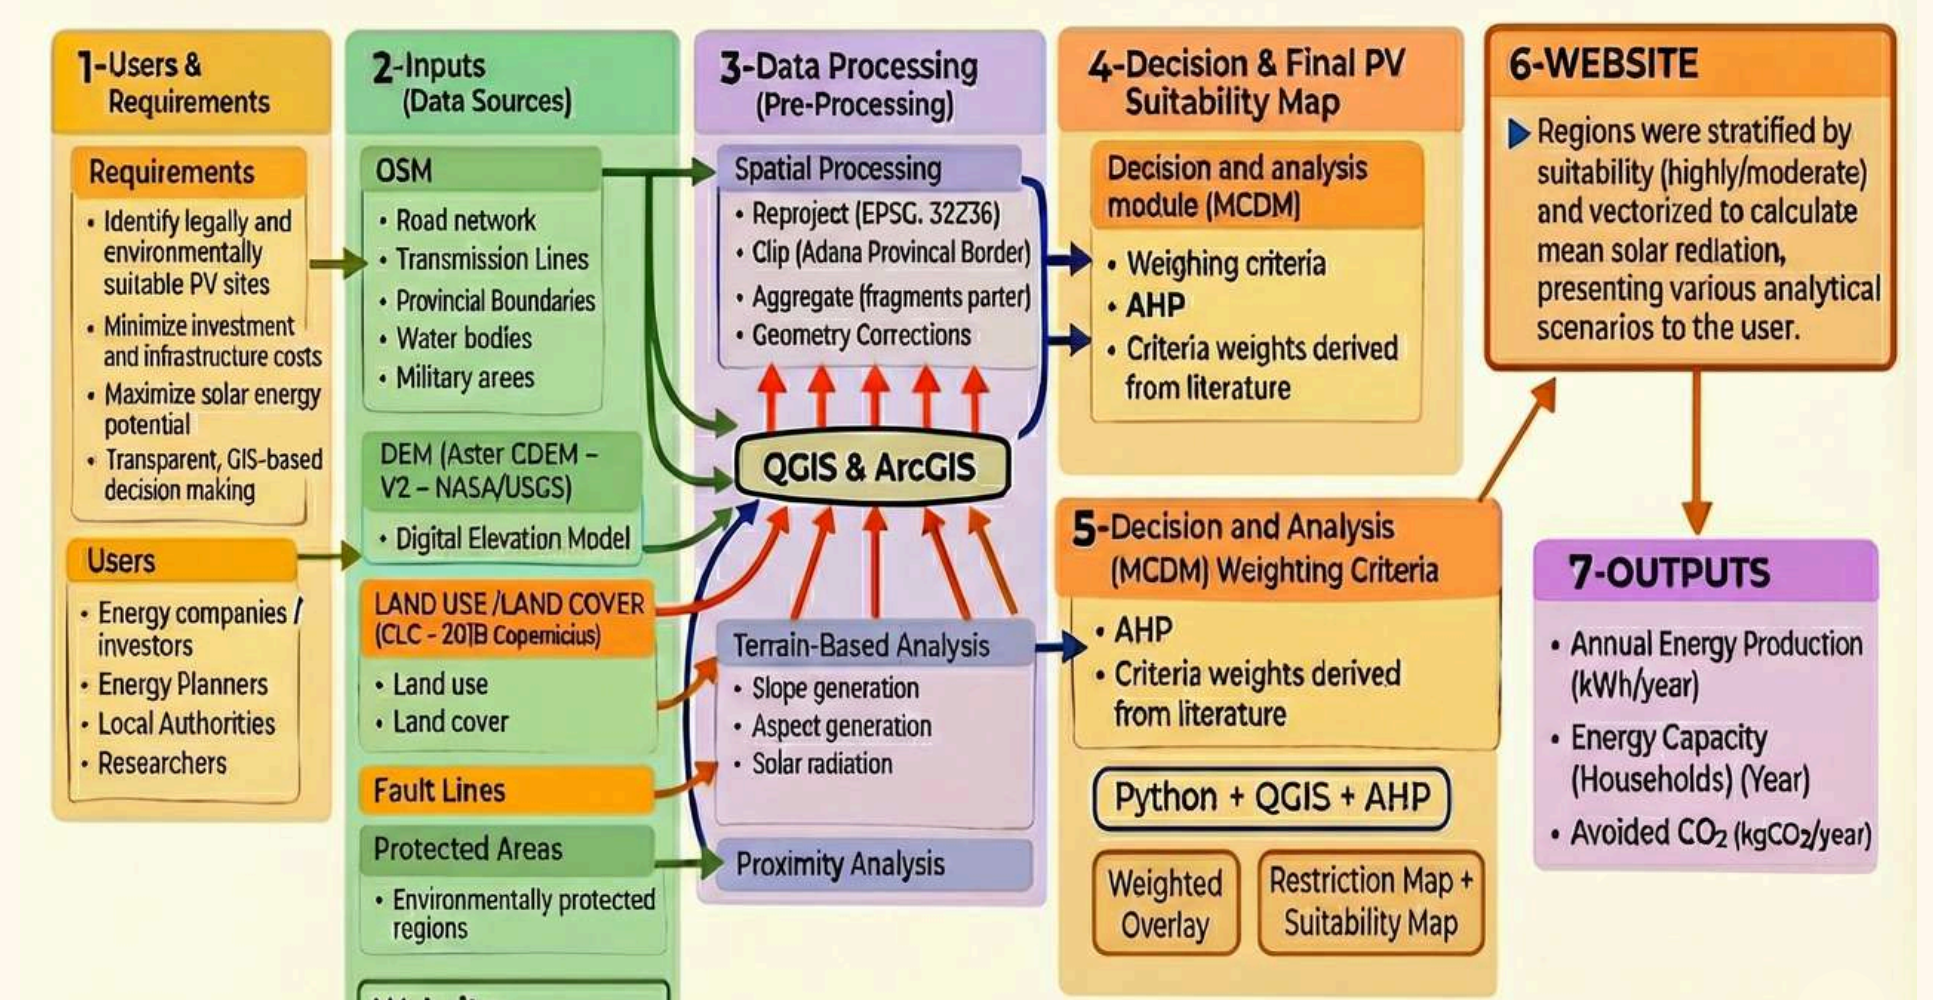 1-Users &
Requirements
Requirements
• Identify legally and
environmentally
suitable PV sites
• Minimize investment
and infrastructure costs
• Maximize solar energy
potential
• Transparent, GIS-based
decision making
Users
• Energy companies /
investors
• Energy Planners
• Local Authorities
• Researchers
2-Inputs
(Data Sources)
OSM
• Road network
• Transmission Lines
• Provincial Boundaries
• Water bodies
• Military arees
DEM (Aster CDEM –
V2 – NASA/USGS)
• Digital Elevation Model
LAND USE /LAND COVER
(CLC - 201B Copernicius)
• Land use
• Land cover
Fault Lines
Protected Areas
• Environmentally protected
regions
3-Data Processing
(Pre-Processing)
Spatial Processing
• Reproject (EPSG. 32236)
• Clip (Adana Provincal Border)
• Aggregate (fragments parter)
• Geometry Corrections
QGIS & ArcGIS
Terrain-Based Analysis
• Slope generation
• Aspect generation
• Solar radiation
Proximity Analysis
4-Decision & Final PV
Suitability Map
Decision and analysis
module (MCDM)
• Weighing criteria
• AHP
• Criteria weights derived
from literature
5-Decision and Analysis
(MCDM) Weighting Criteria
• AHP
• Criteria weights derived
from literature
Python + QGIS + AHP
Weighted
Overlay
Restriction Map +
Suitability Map
6-WEBSITE
Regions were stratified by
suitability (highly/moderate)
and vectorized to calculate
mean solar redlation,
presenting various analytical
scenarios to the user.
7-OUTPUTS
• Annual Energy Production
(kWh/year)
• Energy Capacity
(Households) (Year)
• Avoided CO₂ (kgCO₂/year)